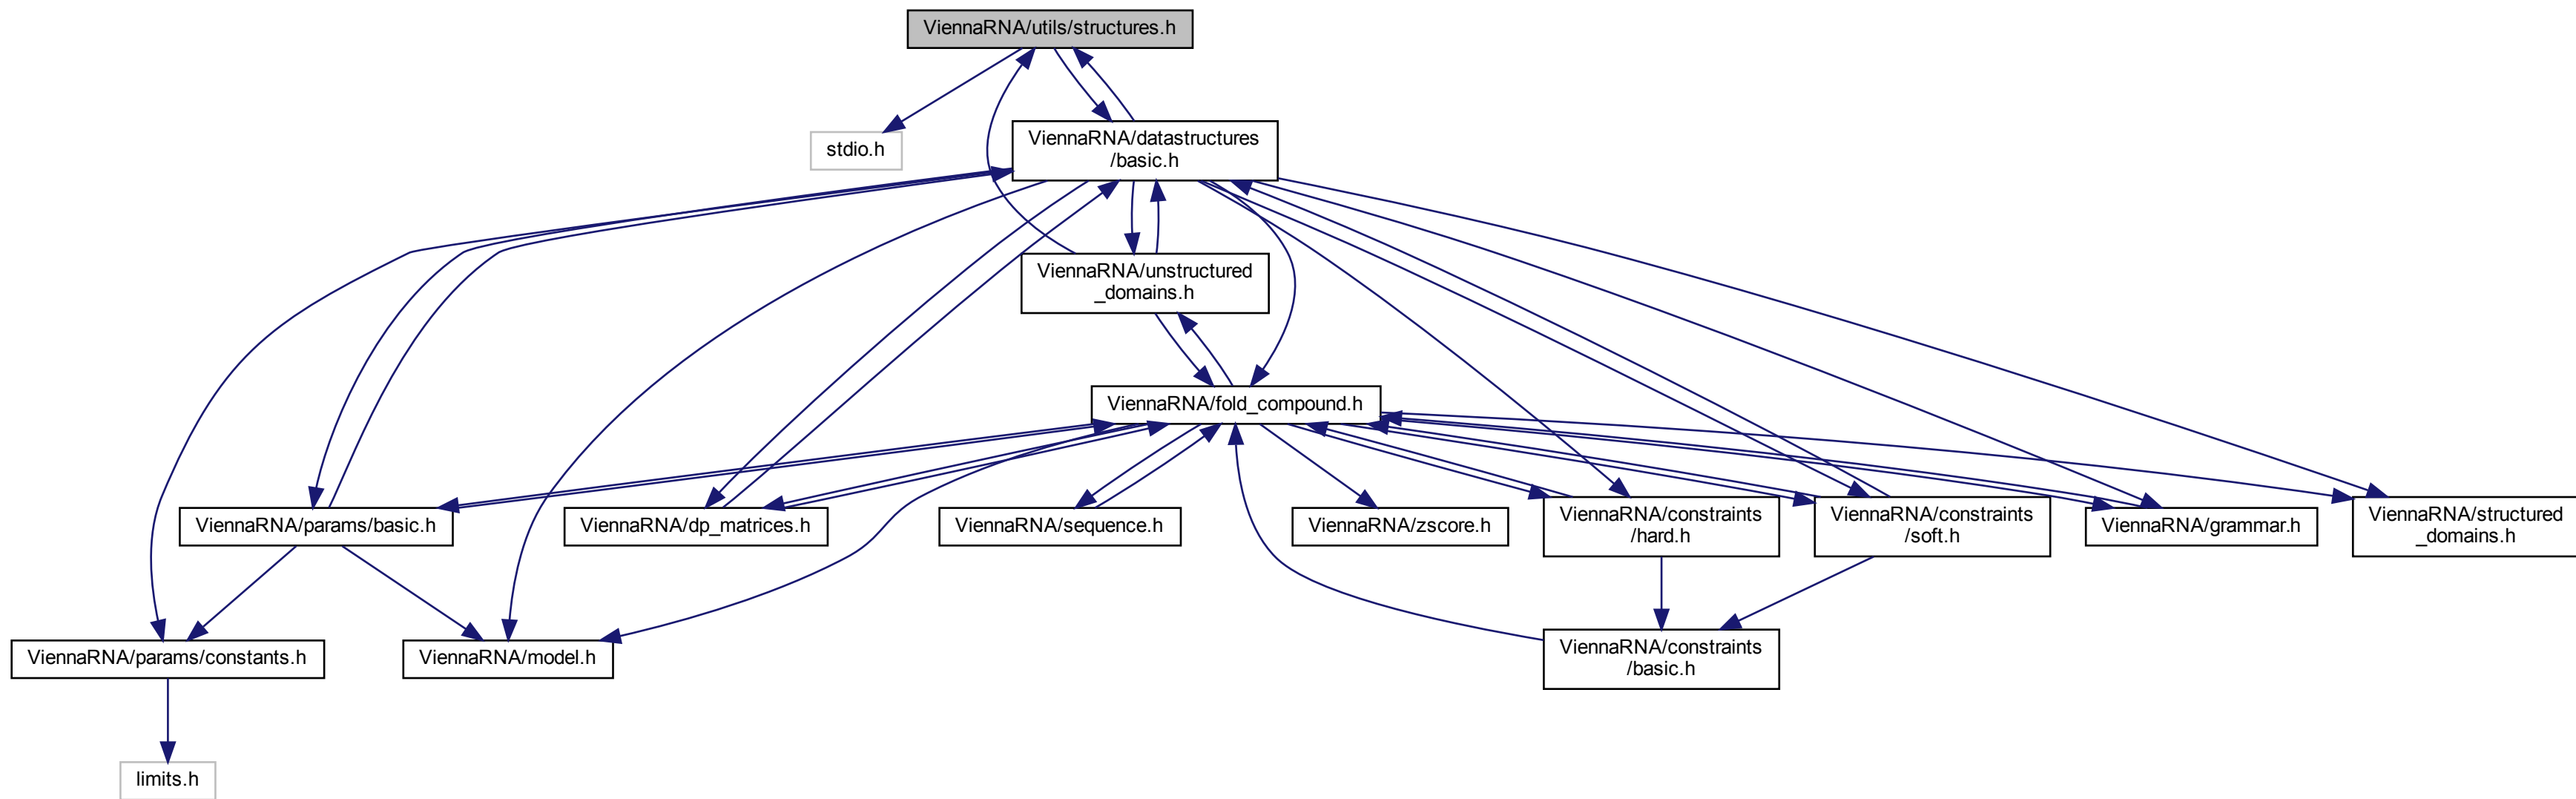 ViennaRNA/utils/structures.h
stdio.h
ViennaRNA/datastructures
/basic.h
ViennaRNA/unstructured
_domains.h
ViennaRNA/fold_compound.h
ViennaRNA/params/basic.h
ViennaRNA/dp_matrices.h
ViennaRNA/sequence.h
ViennaRNA/zscore.h
ViennaRNA/constraints
/hard.h
ViennaRNA/constraints
/soft.h
ViennaRNA/grammar.h
ViennaRNA/structured
_domains.h
ViennaRNA/params/constants.h
ViennaRNA/model.h
ViennaRNA/constraints
/basic.h
limits.h